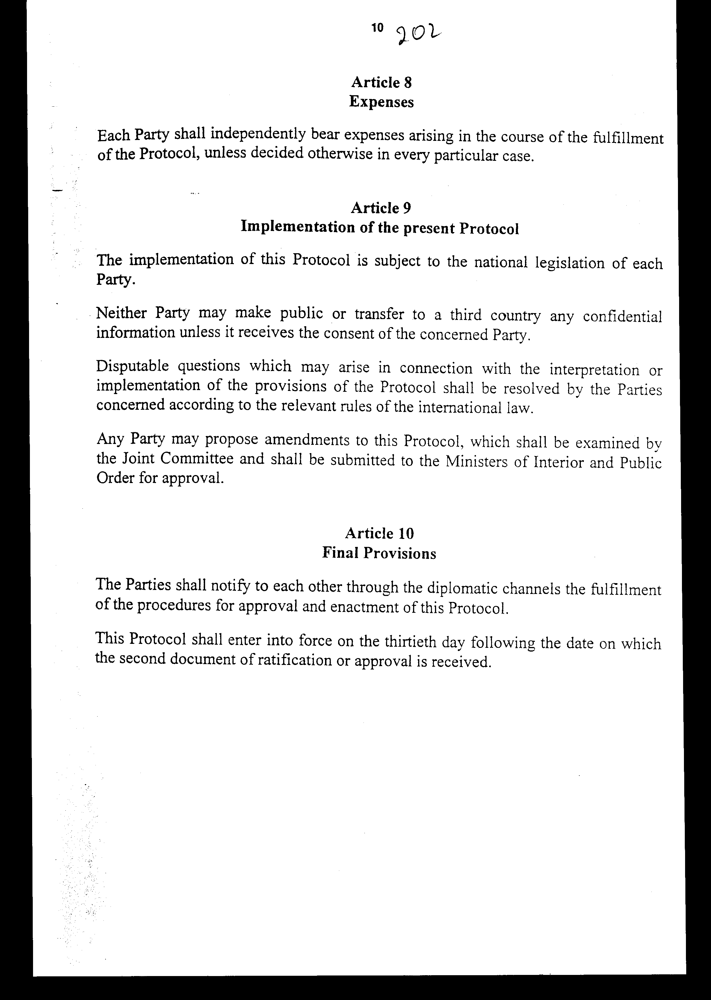 10 202
Article 8
Expenses
Each Party shall independently bear expenses arising in the course of the fulfillment
of the Protocol, unless decided otherwise in every particular case.
Article 9
Implementation of the present Protocol
The implementation of this Protocol is subject to the national legislation of each
Party.
Neither Party may make public or transfer to a third country any confidential
information unless it receives the consent of the concerned Party.
Disputable questions which may arise in connection with the interpretation or
implementation of the provisions of the Protocol shall be resolved by the Parties
concerned according to the relevant rules of the international law.
Any Party may propose amendments to this Protocol, which shall be examined by
the Joint Committee and shall be submitted to the Ministers of Interior and Public
Order for approval.
Article 10
Final Provisions
The Parties shall notify to each other through the diplomatic channels the fulfillment
of the procedures for approval and enactment of this Protocol.
This Protocol shall enter into force on the thirtieth day following the date on which
the second document of ratification or approval is received.